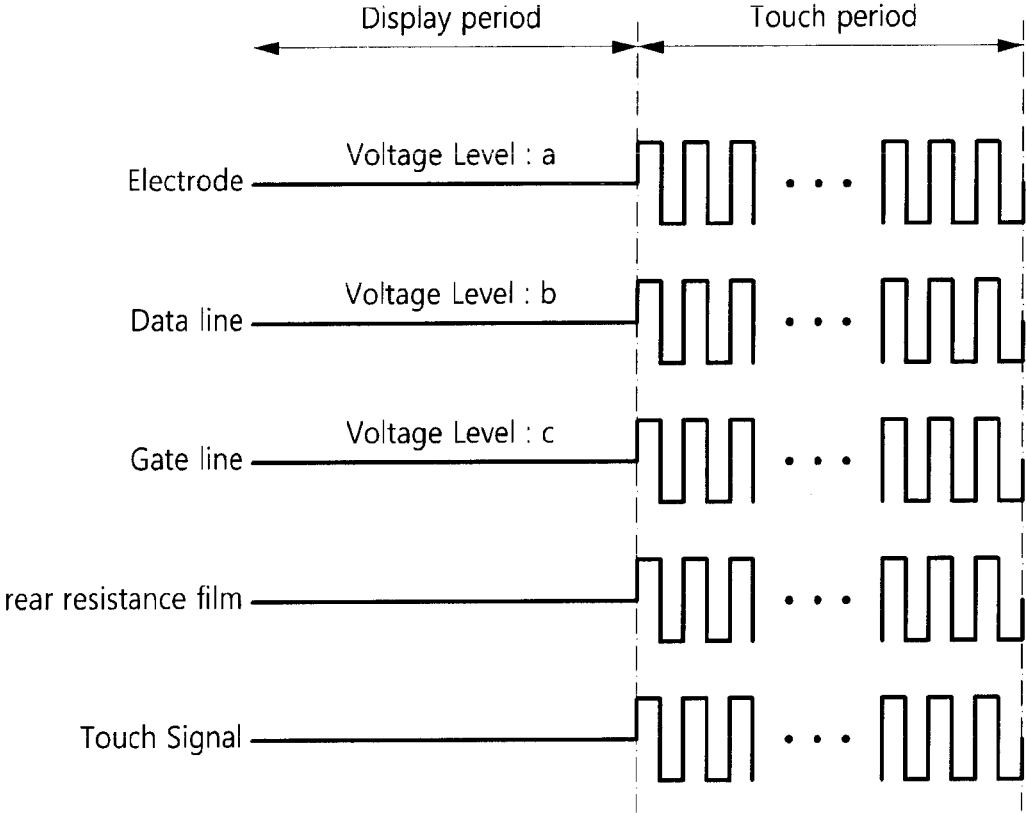 Display period
Touch period
Voltage Level : a
Electrode
Voltage Level : b
Data line
Voltage Level : c
Gate line
rear resistance film
Touch Signal